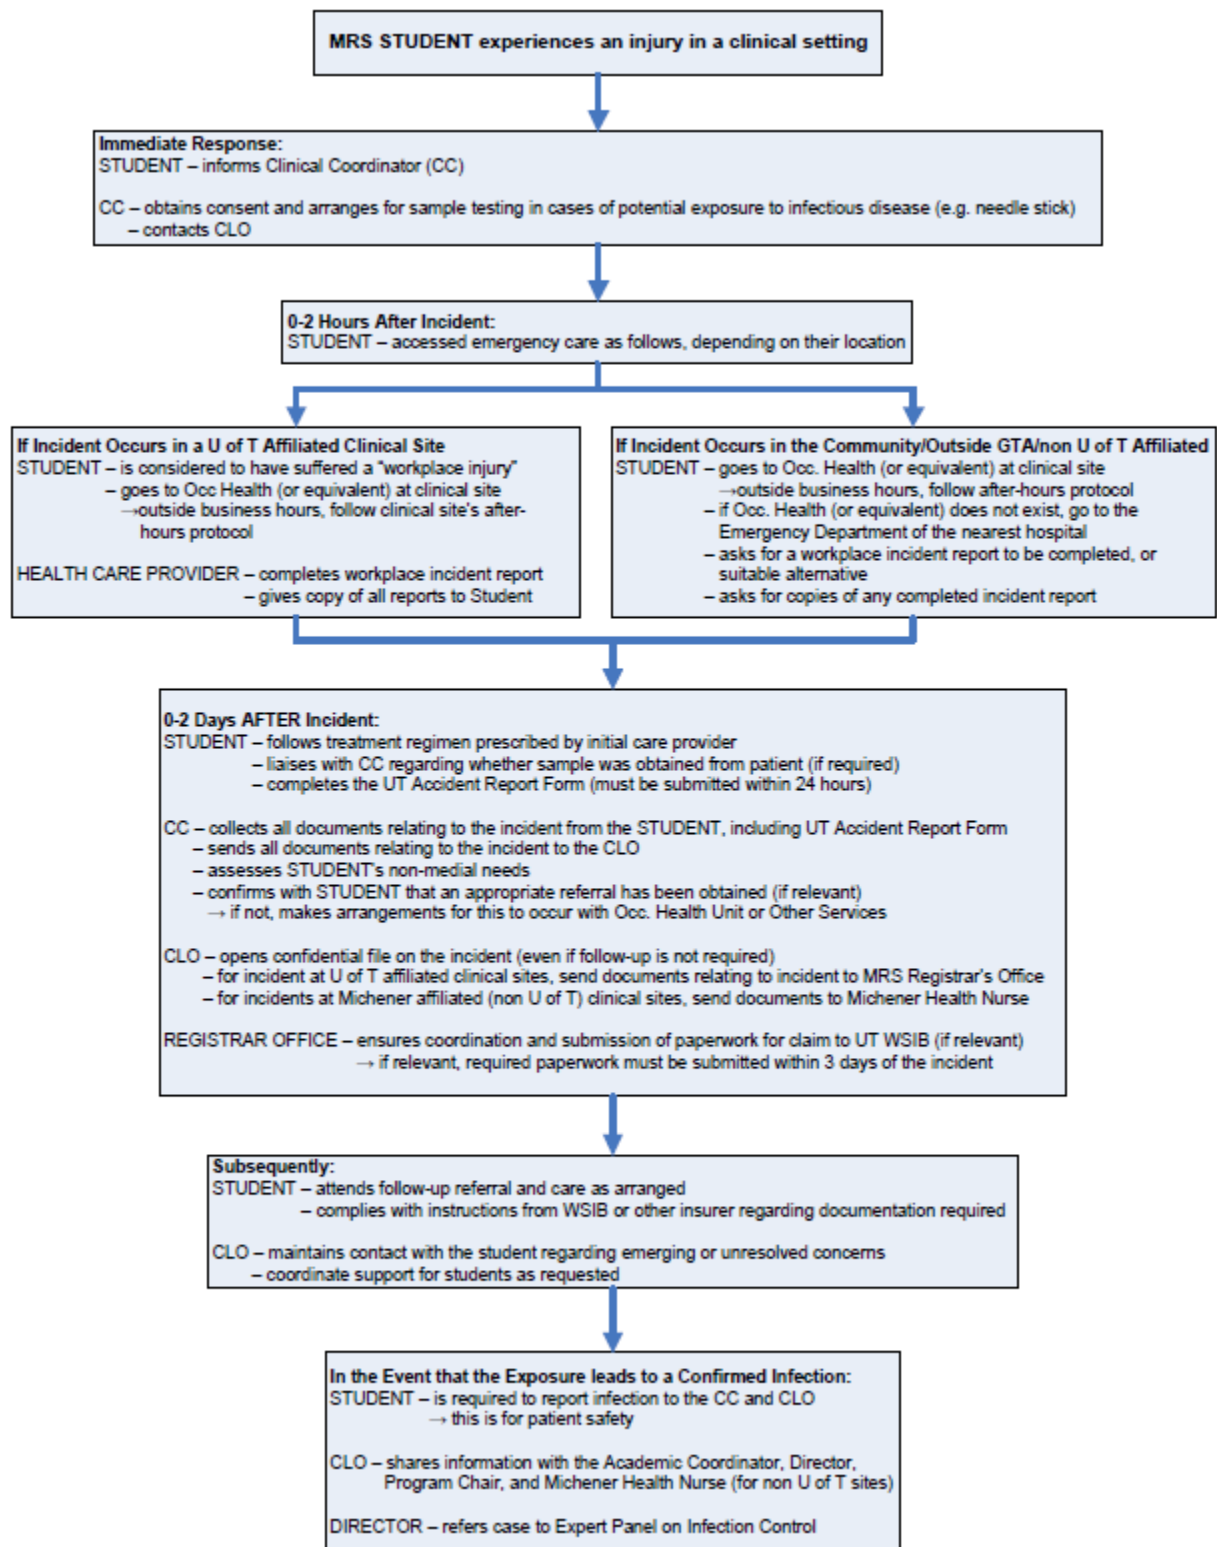 MRS STUDENT experiences an injury in a clinical setting
Immediate Response:
STUDENT – informs Clinical Coordinator (CC)
CC – obtains consent and arranges for sample testing in cases of potential exposure to infectious disease (e.g. needle stick)
– contacts CLO
0-2 Hours After Incident:
STUDENT – accessed emergency care as follows, depending on their location
If Incident Occurs in a U of T Affiliated Clinical Site
STUDENT – is considered to have suffered a "workplace injury"
– goes to Occ Health (or equivalent) at clinical site
→outside business hours, follow clinical site's after-
hours protocol
HEALTH CARE PROVIDER – completes workplace incident report
– gives copy of all reports to Student
If Incident Occurs in the Community/Outside GTA/non U of T Affiliated
STUDENT – goes to Occ. Health (or equivalent) at clinical site
→outside business hours, follow after-hours protocol
– if Occ. Health (or equivalent) does not exist, go to the
Emergency Department of the nearest hospital
– asks for a workplace incident report to be completed, or
suitable alternative
– asks for copies of any completed incident report
0-2 Days AFTER Incident:
STUDENT – follows treatment regimen prescribed by initial care provider
– liaises with CC regarding whether sample was obtained from patient (if required)
– completes the UT Accident Report Form (must be submitted within 24 hours)
CC – collects all documents relating to the incident from the STUDENT, including UT Accident Report Form
– sends all documents relating to the incident to the CLO
– assesses STUDENT's non-medial needs
– confirms with STUDENT that an appropriate referral has been obtained (if relevant)
→ if not, makes arrangements for this to occur with Occ. Health Unit or Other Services
CLO – opens confidential file on the incident (even if follow-up is not required)
– for incident at U of T affiliated clinical sites, send documents relating to incident to MRS Registrar's Office
– for incidents at Michener affiliated (non U of T) clinical sites, send documents to Michener Health Nurse
REGISTRAR OFFICE – ensures coordination and submission of paperwork for claim to UT WSIB (if relevant)
→ if relevant, required paperwork must be submitted within 3 days of the incident
Subsequently:
STUDENT – attends follow-up referral and care as arranged
– complies with instructions from WSIB or other insurer regarding documentation required
CLO – maintains contact with the student regarding emerging or unresolved concerns
– coordinate support for students as requested
In the Event that the Exposure leads to a Confirmed Infection:
STUDENT – is required to report infection to the CC and CLO
→ this is for patient safety
CLO – shares information with the Academic Coordinator, Director,
Program Chair, and Michener Health Nurse (for non U of T sites)
DIRECTOR – refers case to Expert Panel on Infection Control